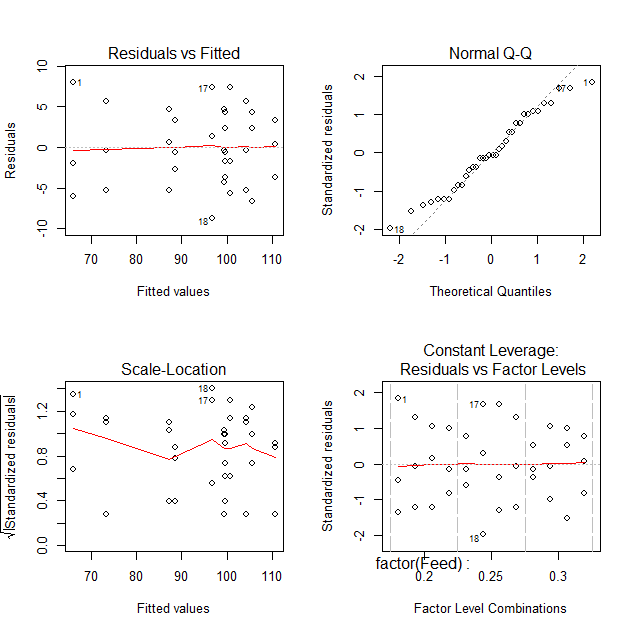 Residuals vs Fitted
Residuals
10
5
0
-5
-10
1
17
18
70 80 90 100 110
Fitted values
Normal Q-Q
Standardized residuals
2
1
0
-1
-2
1
17
18
-2 -1 0 1 2
Theoretical Quantiles
Scale-Location
√|Standardized residuals|
1.2
0.8
0.4
0.0
1
18
17
70 80 90 100 110
Fitted values
Constant Leverage:
Residuals vs Factor Levels
Standardized residuals
2
1
0
-1
-2
1
17
18
factor(Feed) :
0.2 0.25 0.3
Factor Level Combinations